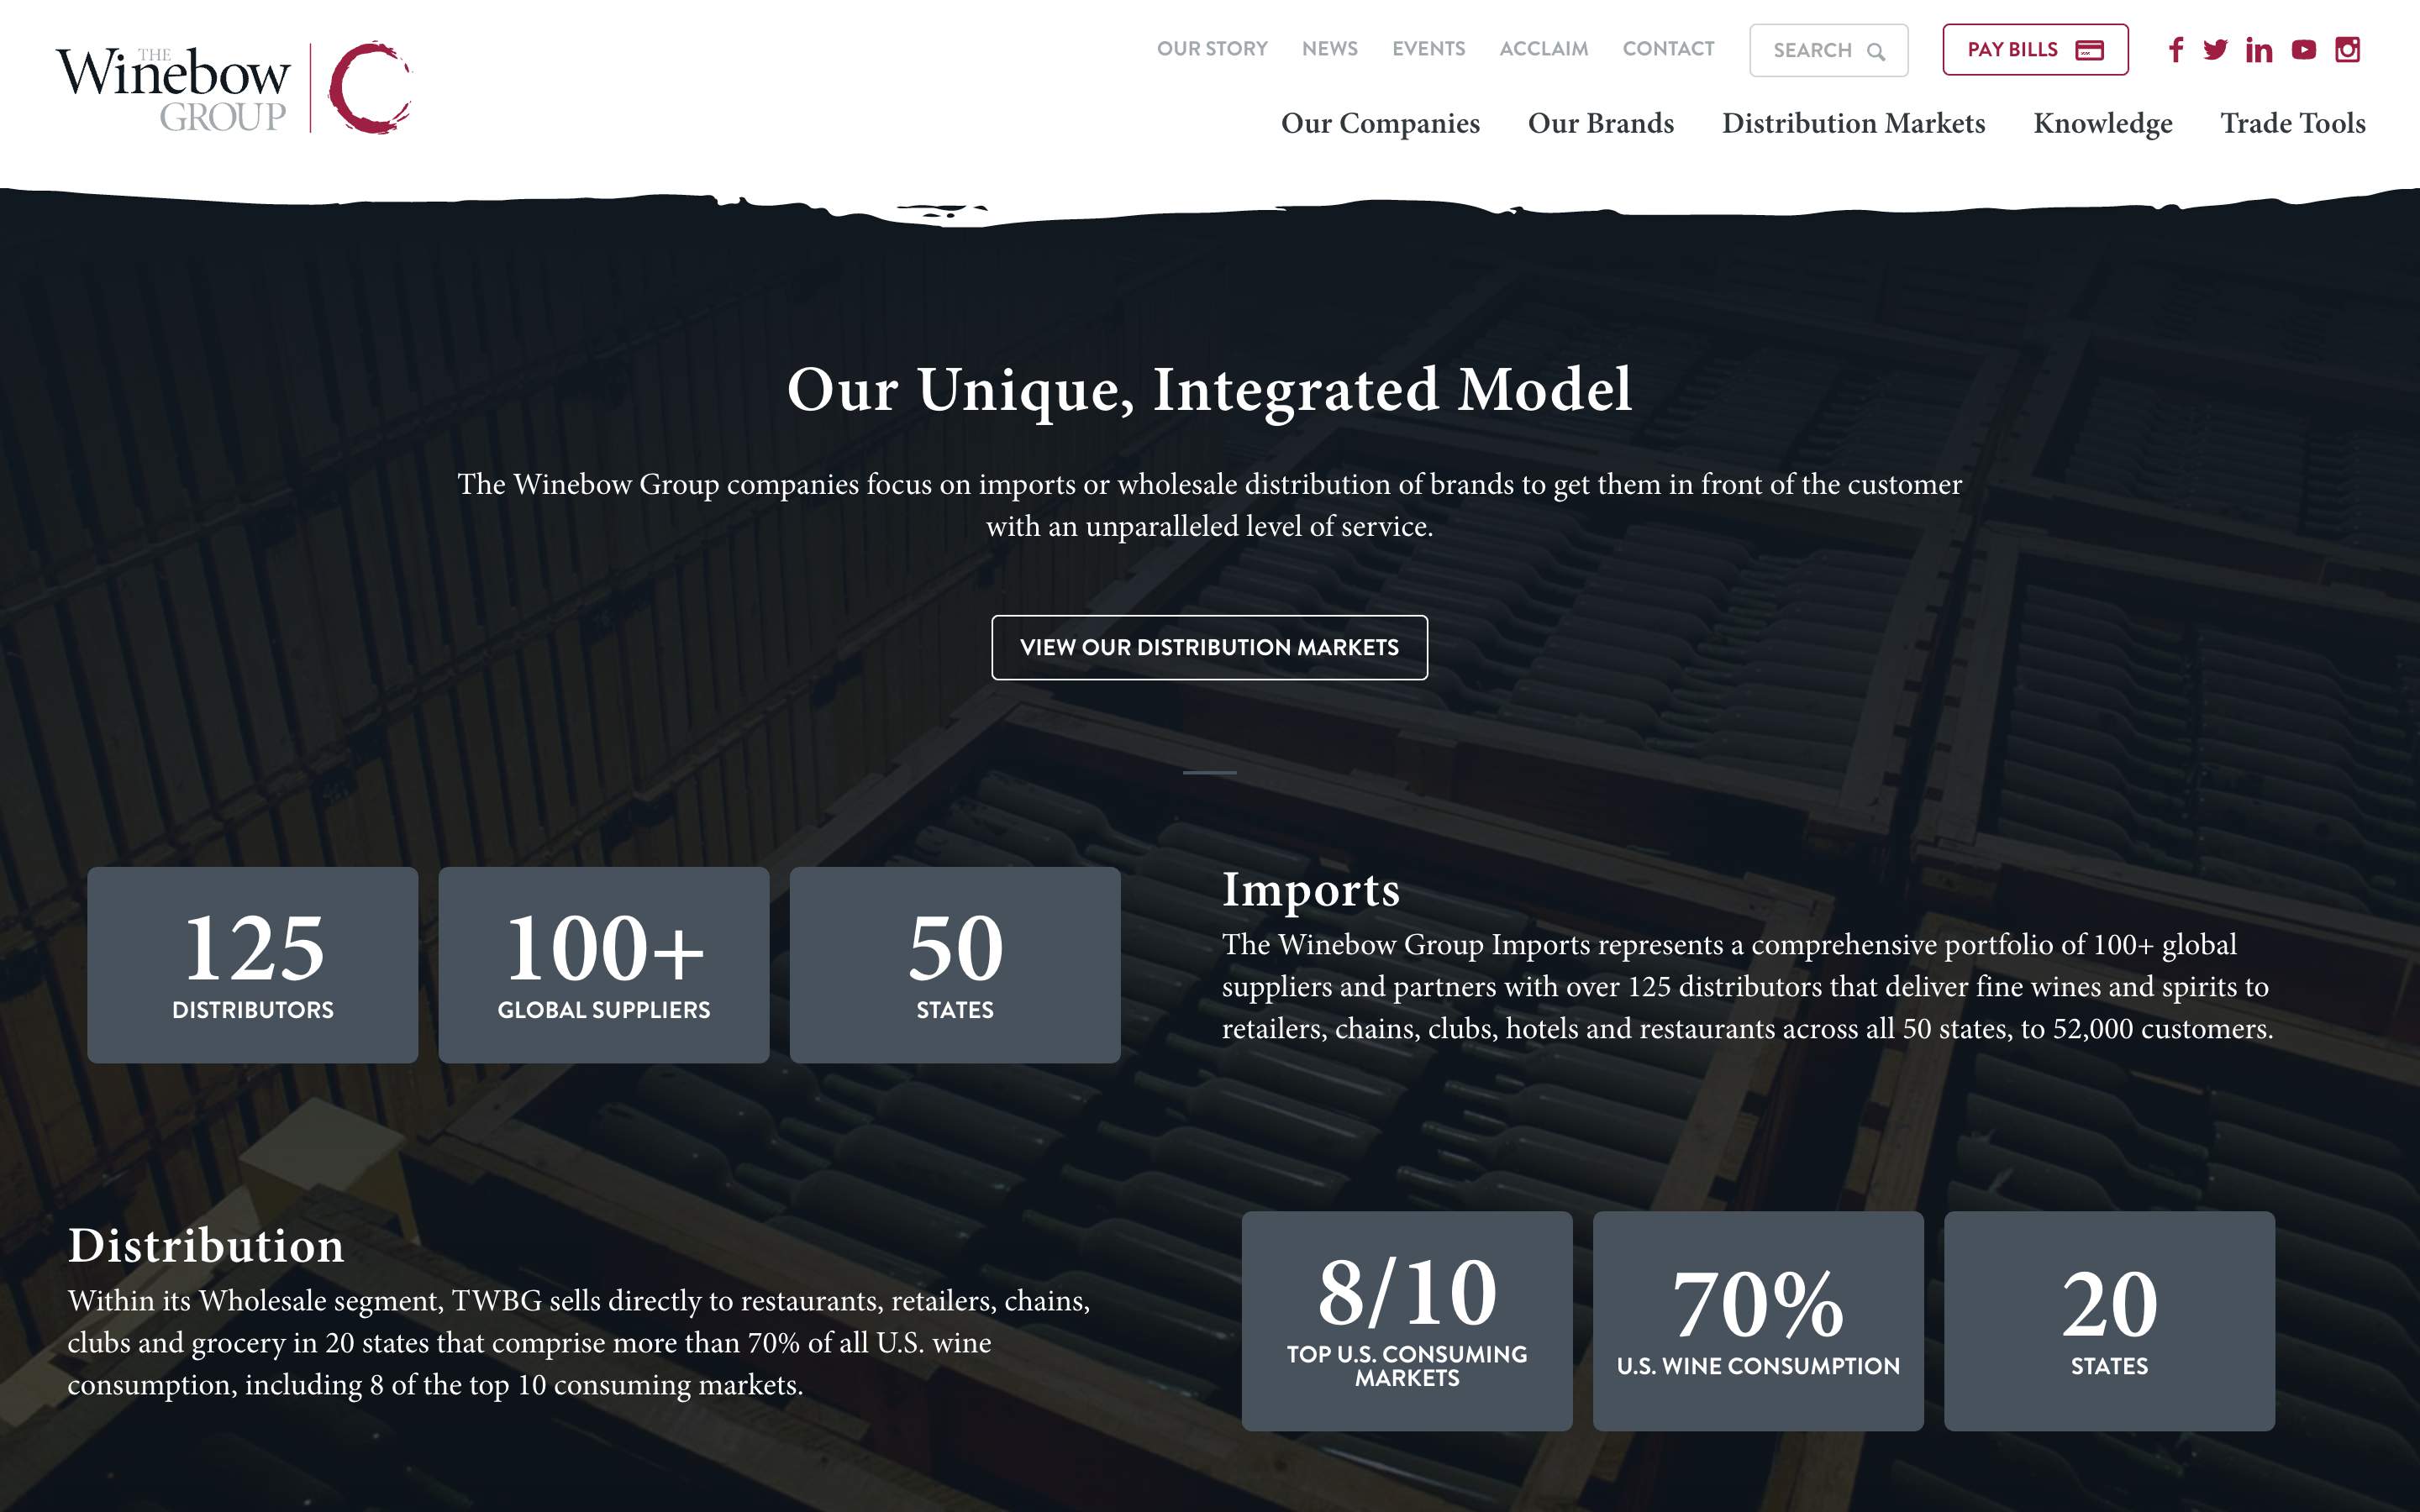 THE
Winebow
GROUP
OUR STORY NEWS EVENTS ACCLAIM CONTACT SEARCH PAY BILLS
Our Companies Our Brands Distribution Markets Knowledge Trade Tools
Our Unique, Integrated Model
The Winebow Group companies focus on imports or wholesale distribution of brands to get them in front of the customer
with an unparalleled level of service.
VIEW OUR DISTRIBUTION MARKETS
125
DISTRIBUTORS
100+
GLOBAL SUPPLIERS
50
STATES
Imports
The Winebow Group Imports represents a comprehensive portfolio of 100+ global
suppliers and partners with over 125 distributors that deliver fine wines and spirits to
retailers, chains, clubs, hotels and restaurants across all 50 states, to 52,000 customers.
Distribution
Within its Wholesale segment, TWBG sells directly to restaurants, retailers, chains,
clubs and grocery in 20 states that comprise more than 70% of all U.S. wine
consumption, including 8 of the top 10 consuming markets.
8/10
TOP U.S. CONSUMING
MARKETS
70%
U.S. WINE CONSUMPTION
20
STATES